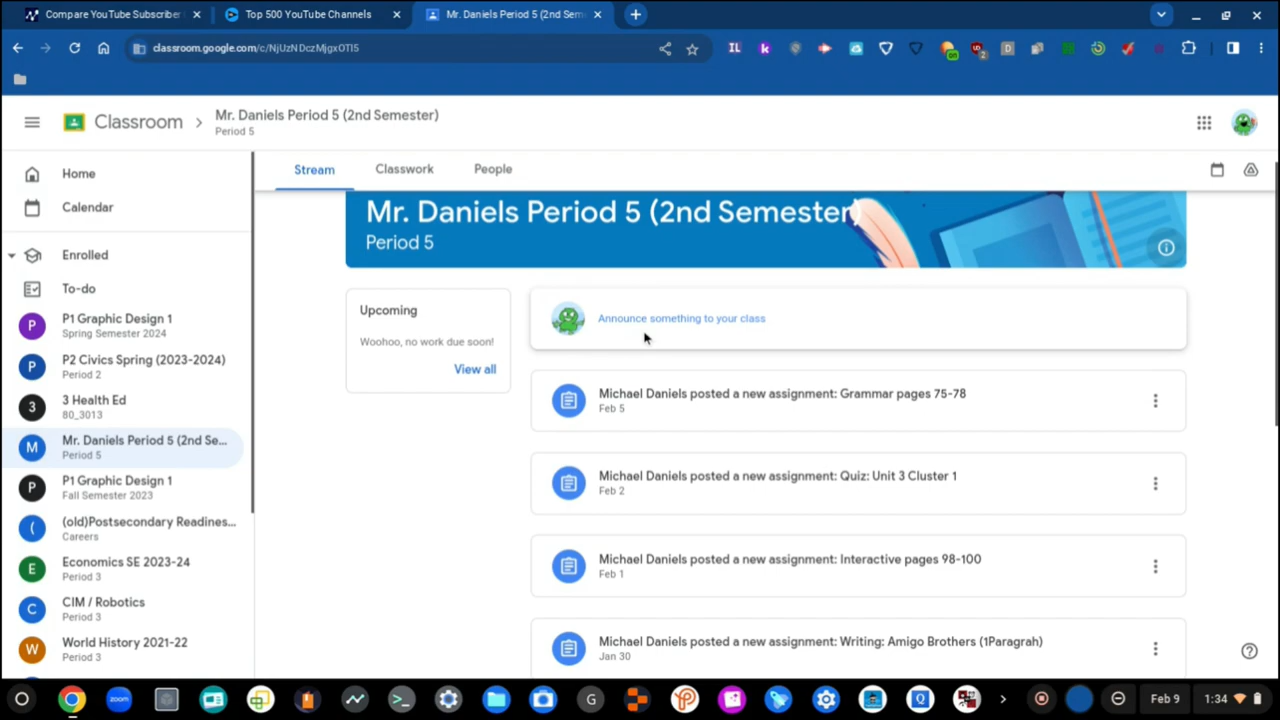 Compare YouTube Subscriber
Top 500 YouTube Channels
Mr. Daniels Period 5 (2nd Sem
classroom.google.com/c/NjUzNDczMjgxOTI5
Classroom
Mr. Daniels Period 5 (2nd Semester)
Period 5
Home
Calendar
Enrolled
To-do
P
P1 Graphic Design 1
Spring Semester 2024
P
P2 Civics Spring (2023-2024)
Period 2
3
3 Health Ed
80_3013
M
Mr. Daniels Period 5 (2nd Se...
Period 5
P
P1 Graphic Design 1
Fall Semester 2023
(
(old)Postsecondary Readines...
Careers
E
Economics SE 2023-24
Period 3
C
CIM / Robotics
Period 3
W
World History 2021-22
Period 3
Stream
Classwork
People
Mr. Daniels Period 5 (2nd Semester)
Period 5
Upcoming
Woohoo, no work due soon!
View all
Announce something to your class
Michael Daniels posted a new assignment: Grammar pages 75-78
Feb 5
Michael Daniels posted a new assignment: Quiz: Unit 3 Cluster 1
Feb 2
Michael Daniels posted a new assignment: Interactive pages 98-100
Feb 1
Michael Daniels posted a new assignment: Writing: Amigo Brothers (1Paragrah)
Jan 30
zoom
Feb 9
1:34